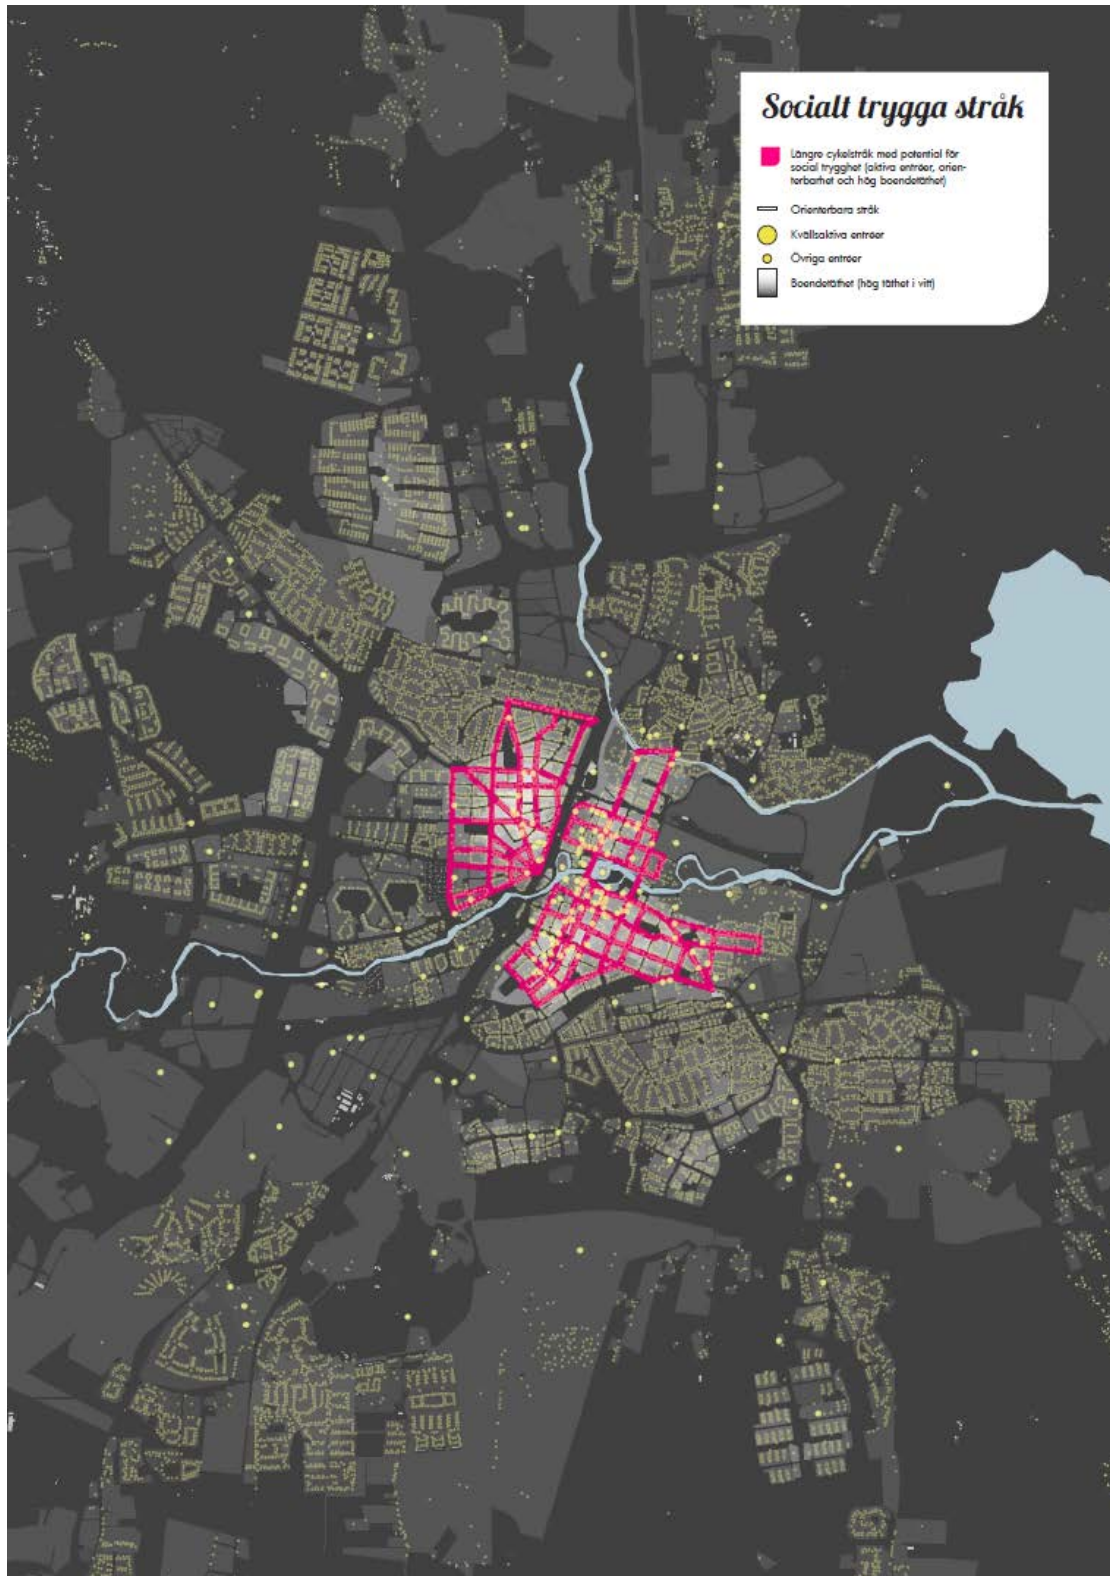 Socialt trygga stråk
Längre cykelstråk med potential för
social trygghet (aktiva entréer, orien-
terbarhet och hög boendetäthet)
Orienterbara stråk
Kvällsaktiva entréer
Övriga entréer
Boendetäthet (hög täthet i vitt)